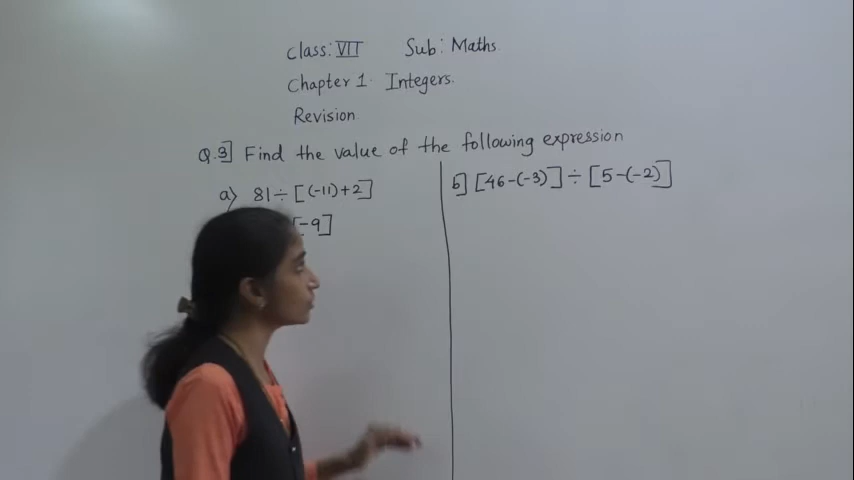 Class: VII Sub: Maths.
Chapter 1. Integers.
Revision
Q.3] Find the value of the following expression
a) 81 ÷ [(-11)+2]
[-9]
b] [46-(-3)] ÷ [5-(-2)]